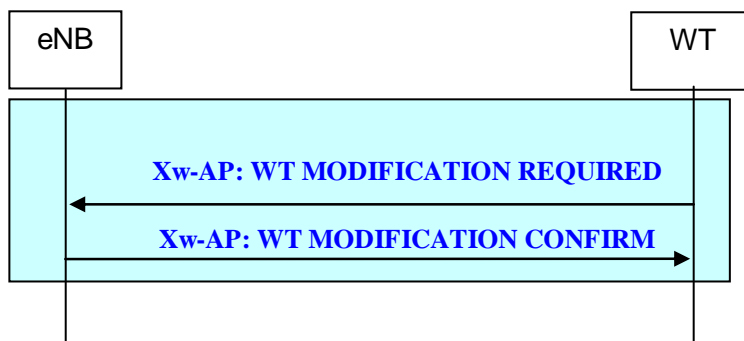 eNB
WT
Xw-AP: WT MODIFICATION REQUIRED
Xw-AP: WT MODIFICATION CONFIRM